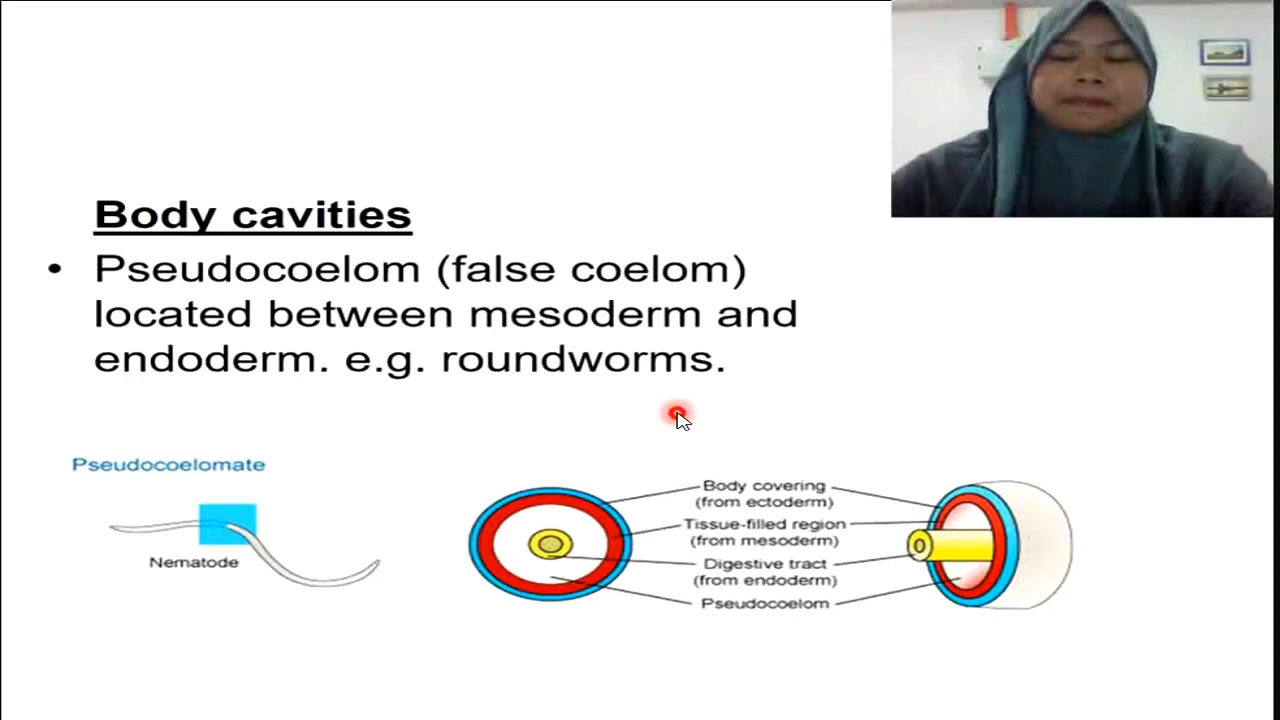 Body cavities
• Pseudocoelom (false coelom)
located between mesoderm and
endoderm. e.g. roundworms.
Pseudocoelomate
Nematode
Body covering
(from ectoderm)
Tissue-filled region
(from mesoderm)
Digestive tract
(from endoderm)
Pseudocoelom